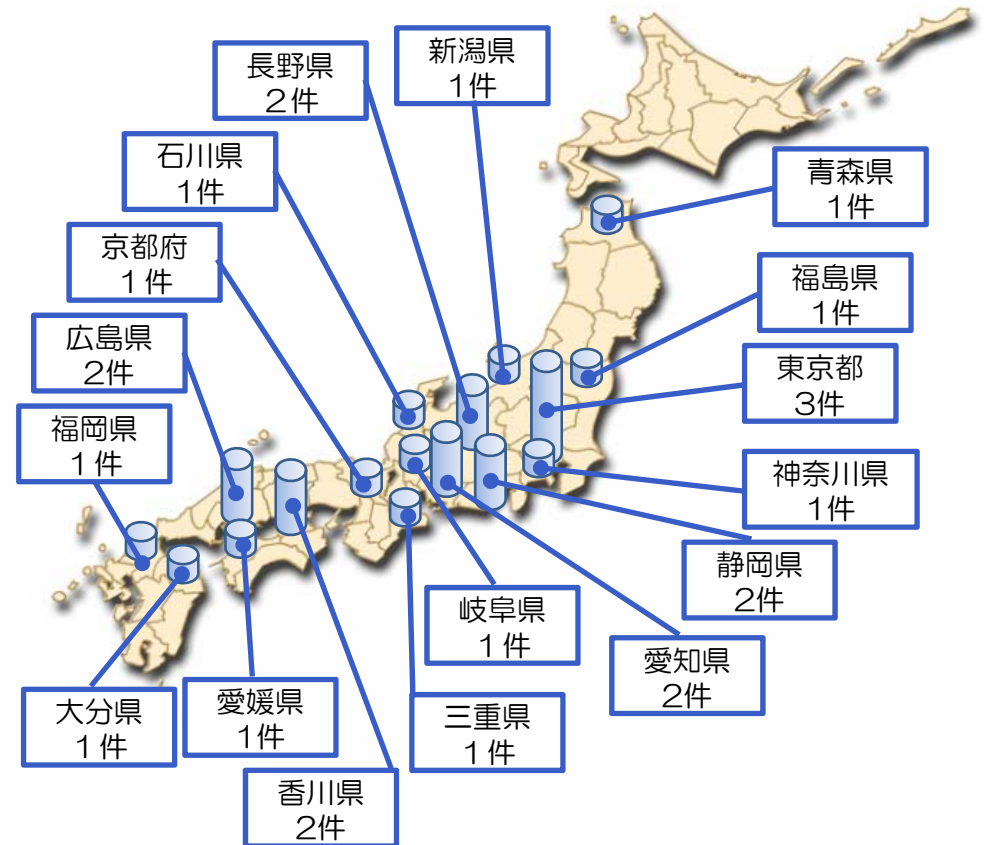 新潟県
1件
長野県
2件
石川県
1件
京都府
1件
広島県
2件
福岡県
1件
青森県
1件
福島県
1件
東京都
3件
神奈川県
1件
静岡県
2件
岐阜県
1件
愛知県
2件
三重県
1件
愛媛県
1件
大分県
1件
香川県
2件